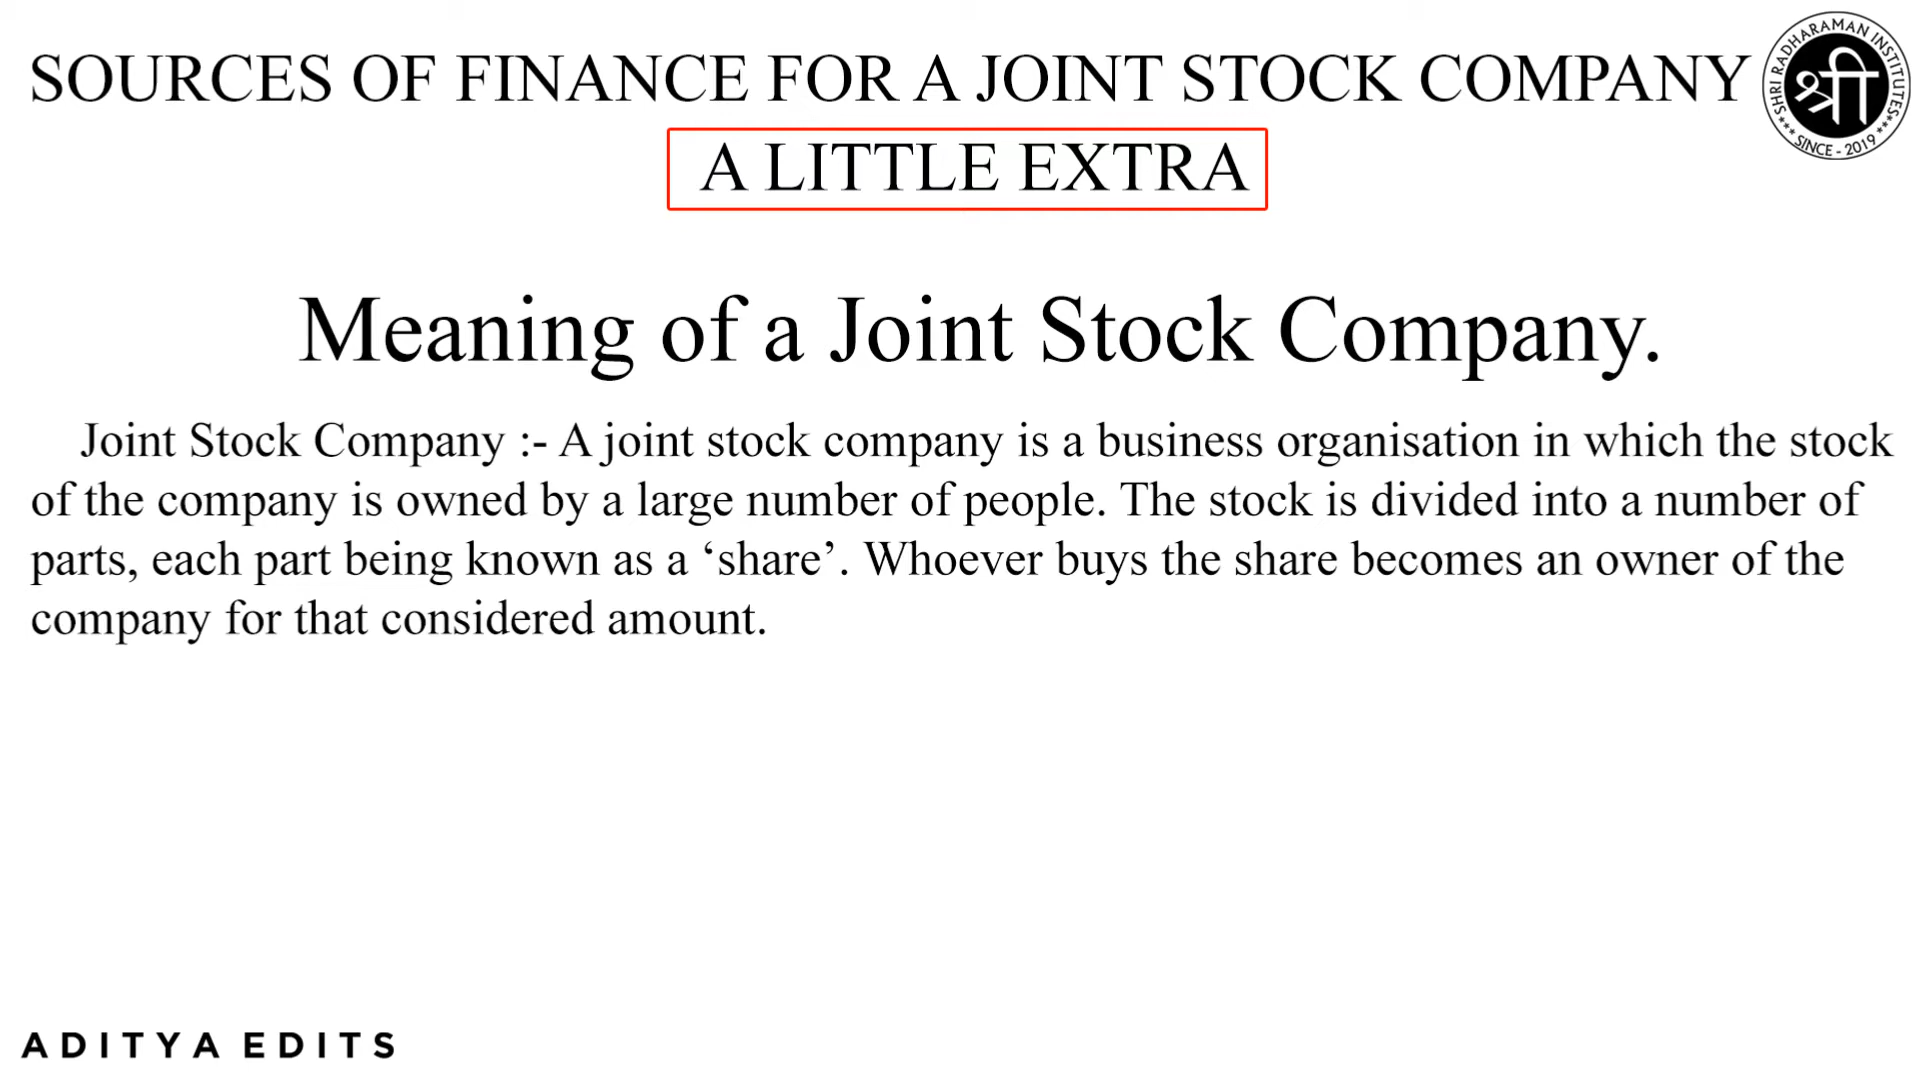 SOURCES OF FINANCE FOR A JOINT STOCK COMPANY
SHRI RADHARAMAN INSTITUTES
श्री
*** SINCE - 2019 ***
A LITTLE EXTRA
Meaning of a Joint Stock Company.
Joint Stock Company :- A joint stock company is a business organisation in which the stock
of the company is owned by a large number of people. The stock is divided into a number of
parts, each part being known as a ‘share’. Whoever buys the share becomes an owner of the
company for that considered amount.
ADITYA EDITS